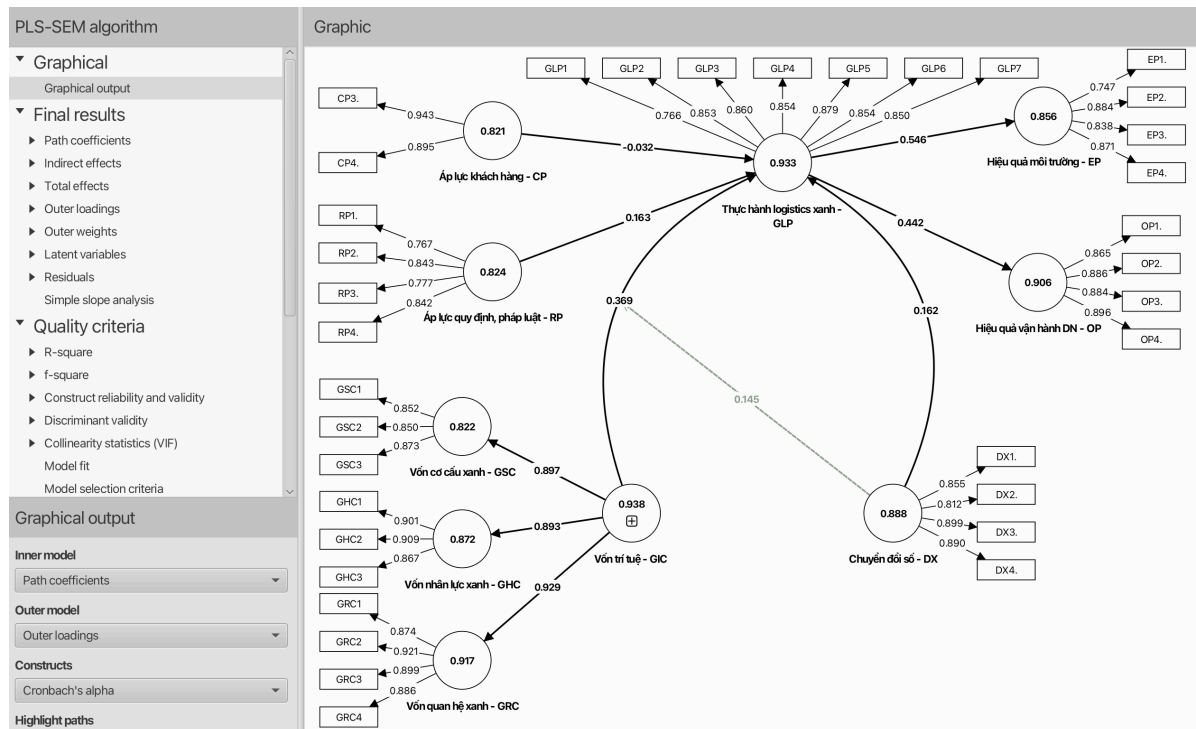 PLS-SEM algorithm
Graphical
Graphical output
Final results
Path coefficients
Indirect effects
Total effects
Outer loadings
Outer weights
Latent variables
Residuals
Simple slope analysis
Quality criteria
R-square
f-square
Construct reliability and validity
Discriminant validity
Collinearity statistics (VIF)
Model fit
Model selection criteria
Graphical output
Inner model
Path coefficients
Outer model
Outer loadings
Constructs
Cronbach's alpha
Highlight paths
Graphic
GLP1
GLP2
GLP3
GLP4
GLP5
GLP6
GLP7
0.766
0.853
0.860
0.854
0.879
0.854
0.850
0.933
Thực hành logistics xanh -
GLP
CP3.
CP4.
0.943
0.895
0.821
Áp lực khách hàng - CP
-0.032
RP1.
RP2.
RP3.
RP4.
0.767
0.843
0.777
0.842
0.824
Áp lực quy định, pháp luật - RP
0.163
EP1.
EP2.
EP3.
EP4.
0.747
0.884
0.838
0.871
0.856
Hiệu quả môi trường - EP
0.546
OP1.
OP2.
OP3.
OP4.
0.865
0.886
0.884
0.896
0.906
Hiệu quả vận hành DN - OP
0.442
0.369
0.162
0.145
GSC1
GSC2
GSC3
0.852
0.850
0.873
0.822
Vốn cơ cấu xanh - GSC
0.897
GHC1
GHC2
GHC3
0.901
0.909
0.867
0.872
Vốn nhân lực xanh - GHC
0.893
GRC1
GRC2
GRC3
GRC4
0.874
0.921
0.899
0.886
0.917
Vốn quan hệ xanh - GRC
0.929
0.938
Vốn trí tuệ - GIC
DX1.
DX2.
DX3.
DX4.
0.855
0.812
0.899
0.890
0.888
Chuyển đổi số - DX